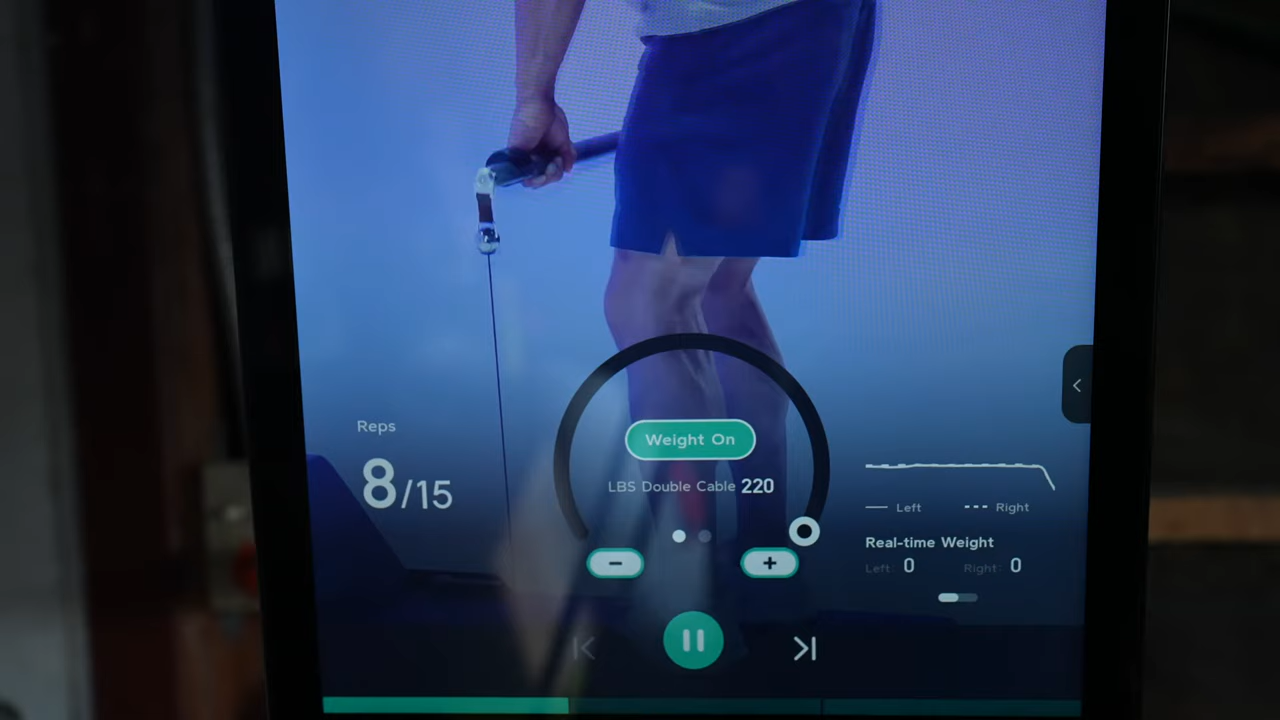 Reps
8/15
Weight On
LBS Double Cable 220
Left
Right
Real-time Weight
Left: 0
Right: 0